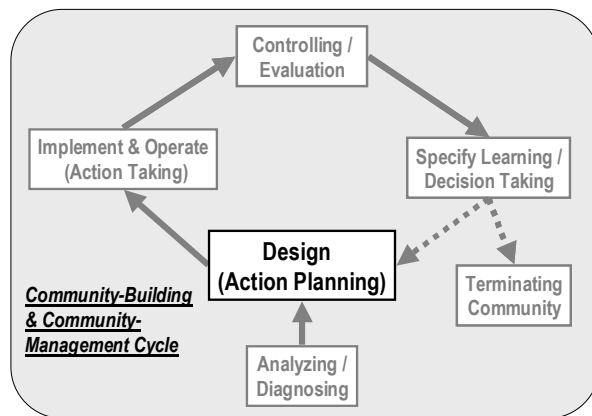 Controlling /
Evaluation
Implement & Operate
(Action Taking)
Specify Learning /
Decision Taking
Design
(Action Planning)
Terminating
Community
Community-Building
& Community-
Management Cycle
Analyzing /
Diagnosing